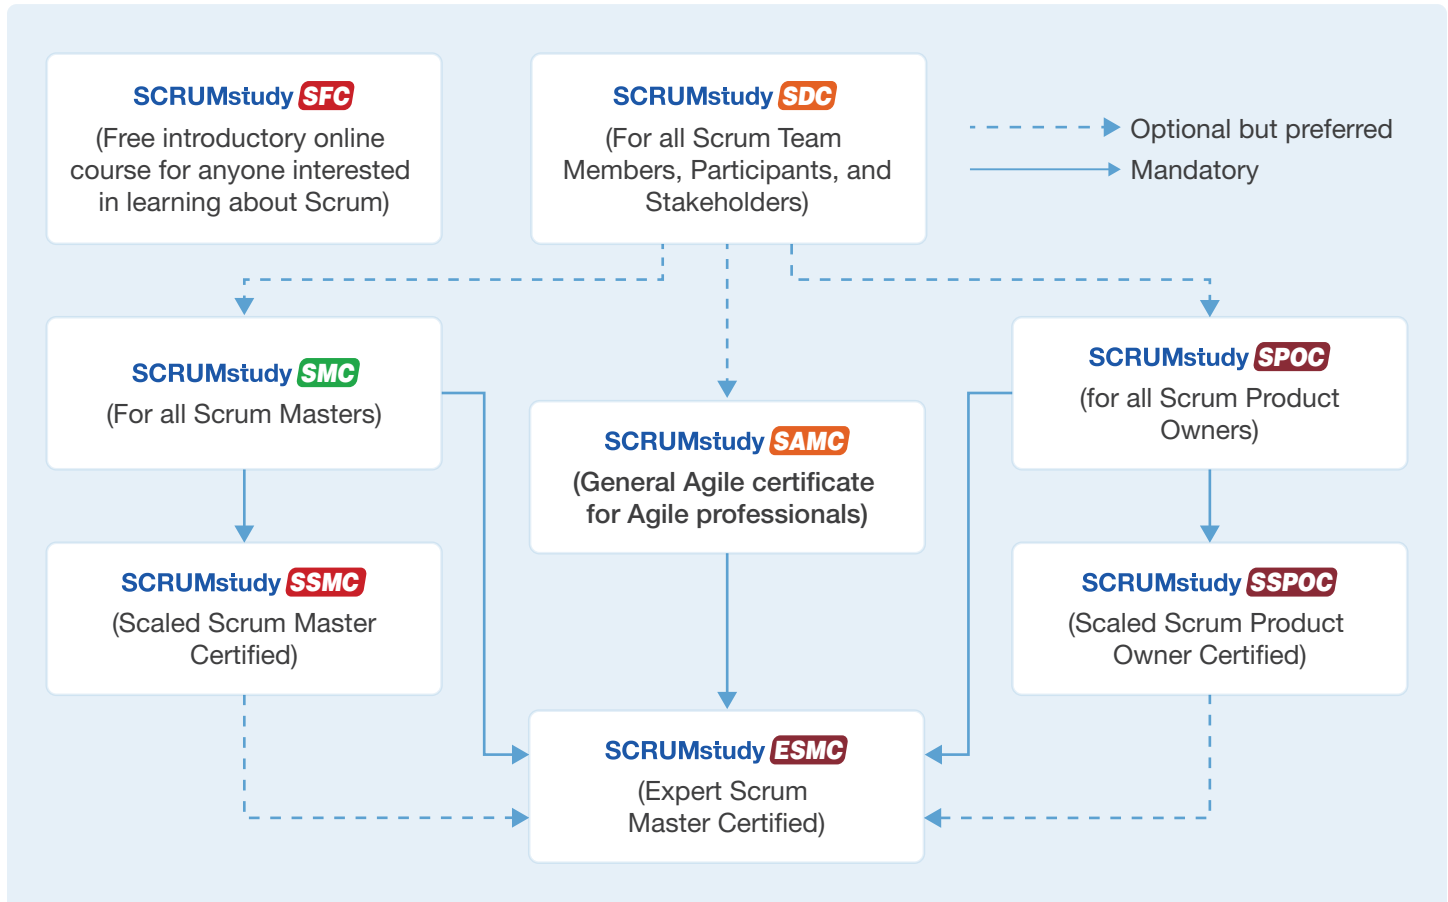 SCRUMstudy SFC
(Free introductory online
course for anyone interested
in learning about Scrum)
SCRUMstudy SDC
(For all Scrum Team
Members, Participants, and
Stakeholders)
Optional but preferred
Mandatory
SCRUMstudy SMC
(For all Scrum Masters)
SCRUMstudy SAMC
(General Agile certificate
for Agile professionals)
SCRUMstudy SPOC
(for all Scrum Product
Owners)
SCRUMstudy SSMC
(Scaled Scrum Master
Certified)
SCRUMstudy SSPOC
(Scaled Scrum Product
Owner Certified)
SCRUMstudy ESMC
(Expert Scrum
Master Certified)